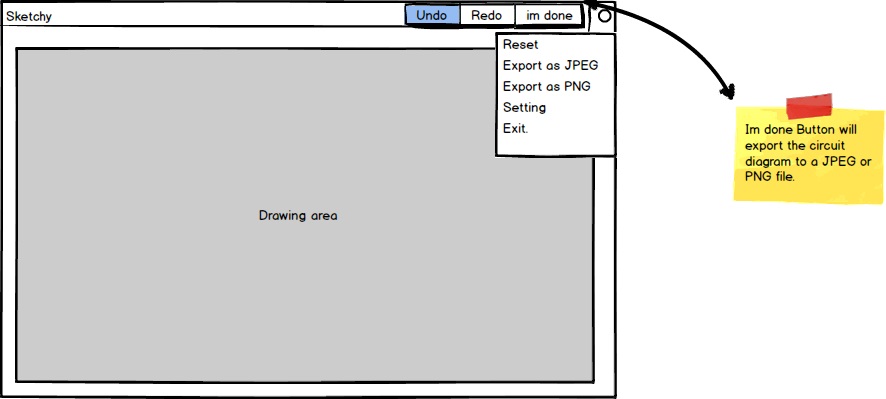 Sketchy
Undo
Redo
im done
Reset
Export as JPEG
Export as PNG
Setting
Exit.
Drawing area
Im done Button will
export the circuit
diagram to a JPEG or
PNG file.